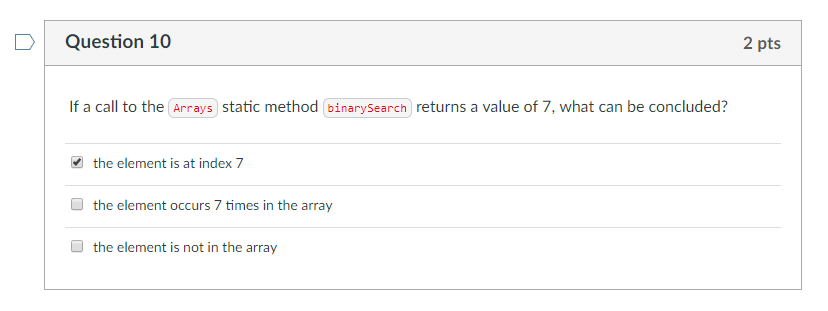 Question 10
2 pts
If a call to the Arrays static method binarySearch returns a value of 7, what can be concluded?
the element is at index 7
the element occurs 7 times in the array
the element is not in the array